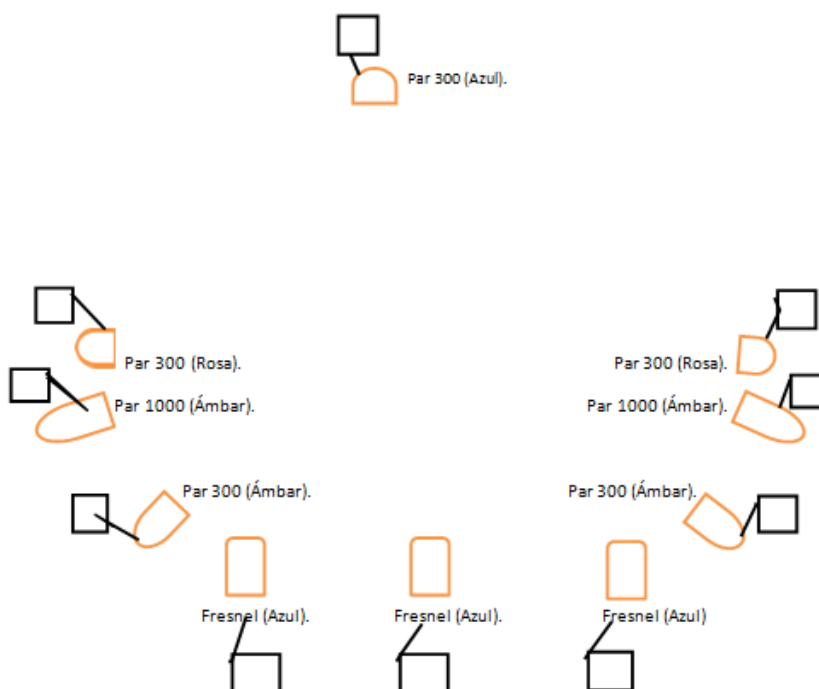 Par 300 (Azul).
Par 300 (Rosa).
Par 300 (Rosa).
Par 1000 (Ámbar).
Par 1000 (Ámbar).
Par 300 (Ámbar).
Par 300 (Ámbar).
Fresnel (Azul).
Fresnel (Azul).
Fresnel (Azul)